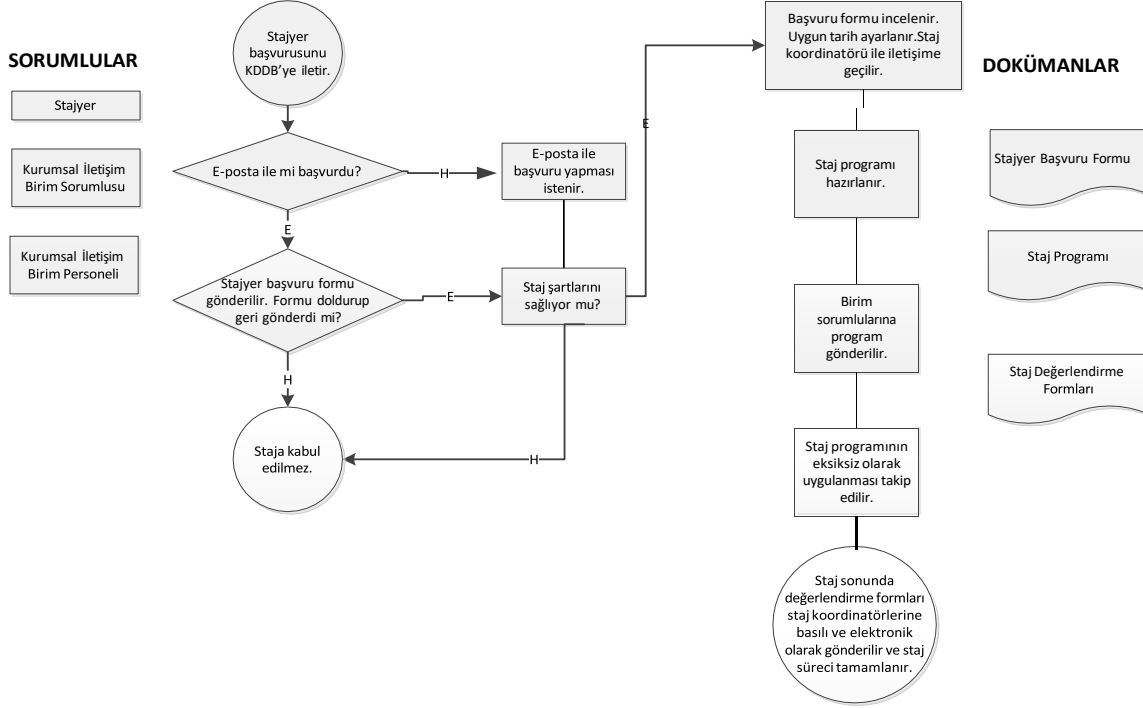 SORUMLULAR
Stajyer
Kurumsal İletişim
Birim Sorumlusu
Kurumsal İletişim
Birim Personeli
Stajyer
başvurusunu
KDDB'ye iletir.
E-posta ile mi başvurdu?
H
E-posta ile
başvuru yapması
istenir.
E
Stajyer başvuru formu
gönderilir. Formu doldurup
geri gönderdi mi?
E
Staj şartlarını
sağlıyor mu?
H
Staja kabul
edilmez.
H
E
Başvuru formu incelenir.
Uygun tarih ayarlanır.Staj
koordinatörü ile iletişime
geçilir.
Staj programı
hazırlanır.
Birim
sorumlularına
program
gönderilir.
Staj programının
eksiksiz olarak
uygulanması takip
edilir.
Staj sonunda
değerlendirme formları
staj koordinatörlerine
basılı ve elektronik
olarak gönderilir ve staj
süreci tamamlanır.
DOKÜMANLAR
Stajyer Başvuru Formu
Staj Programı
Staj Değerlendirme
Formları